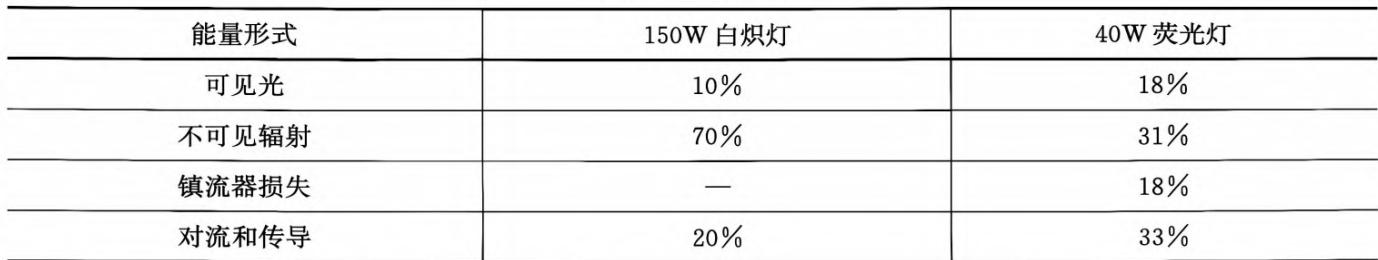 能量形式 150W 白炽灯 40W 荧光灯
可见光 10% 18%
不可见辐射 70% 31%
镇流器损失 — 18%
对流和传导 20% 33%